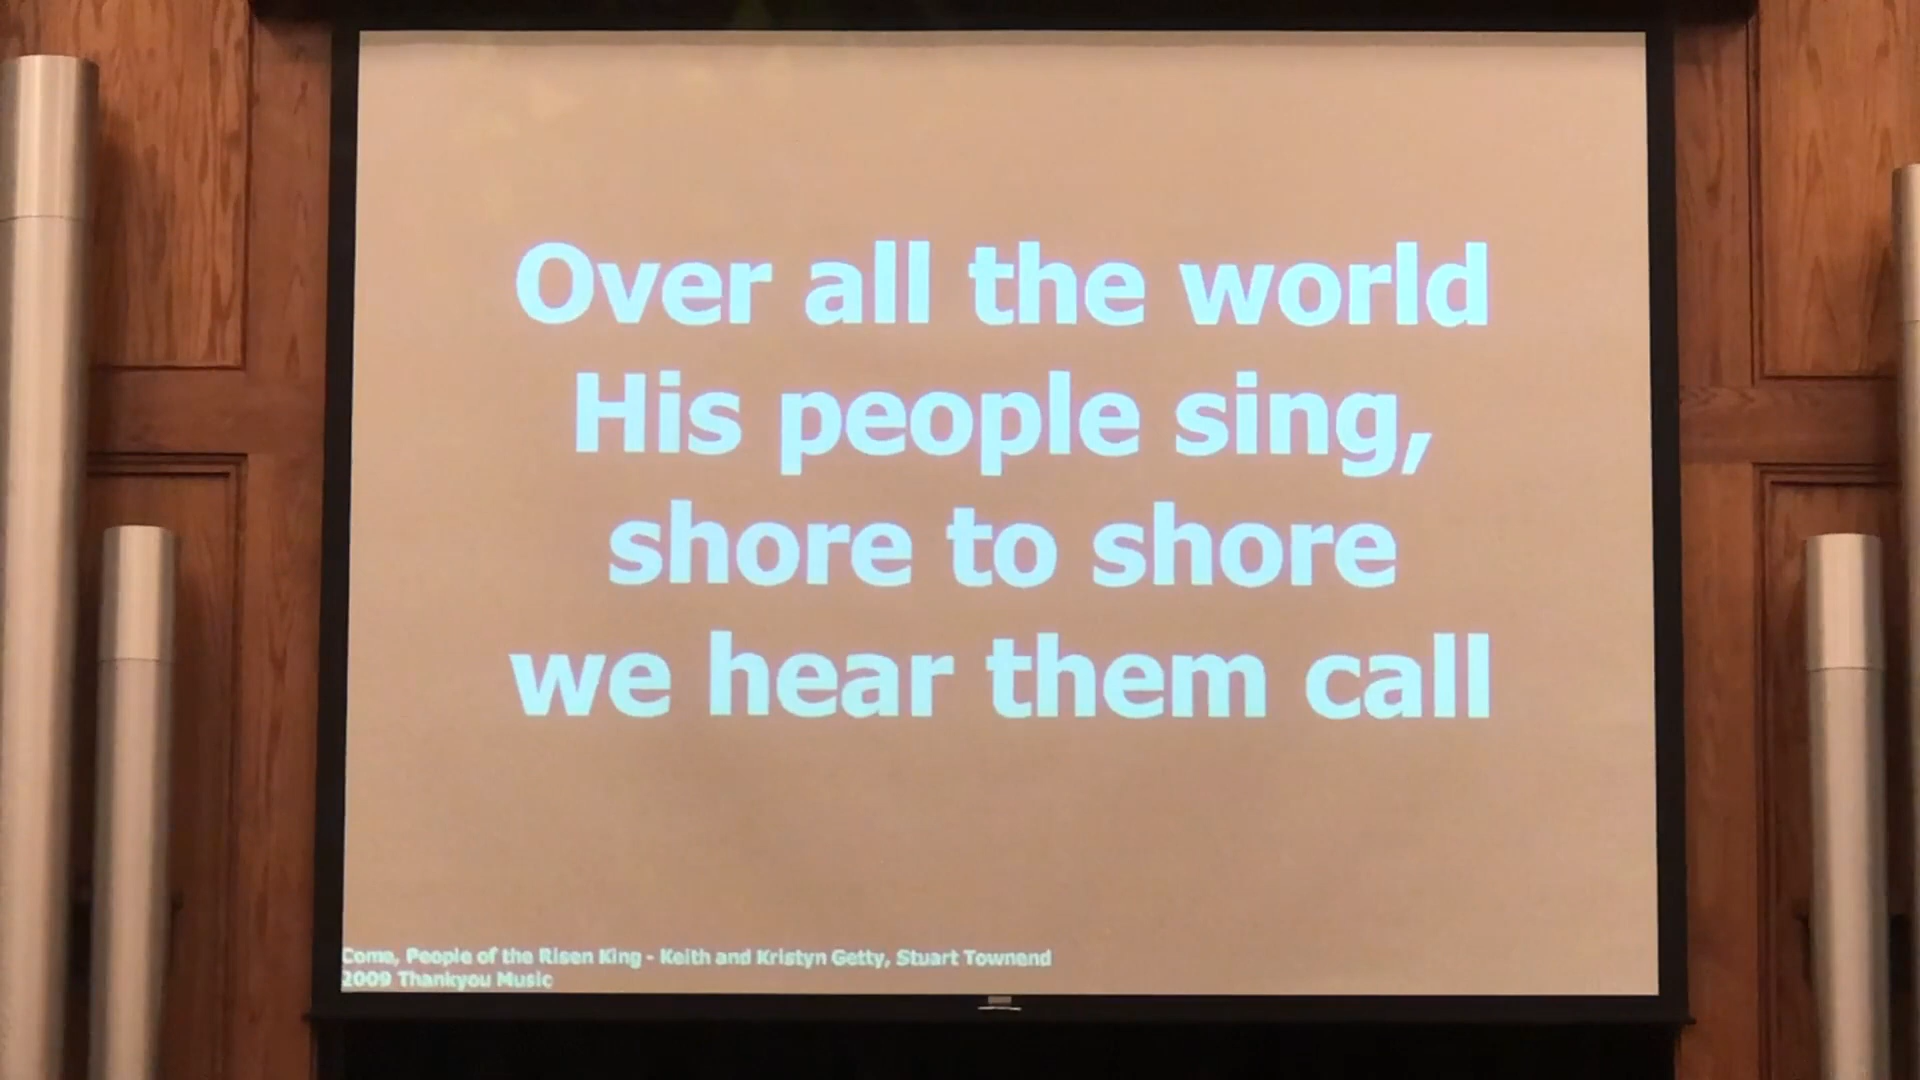 Over all the world
His people sing,
shore to shore
we hear them call
Come, People of the Risen King - Keith and Kristyn Getty, Stuart Townend
2009 Thankyou Music